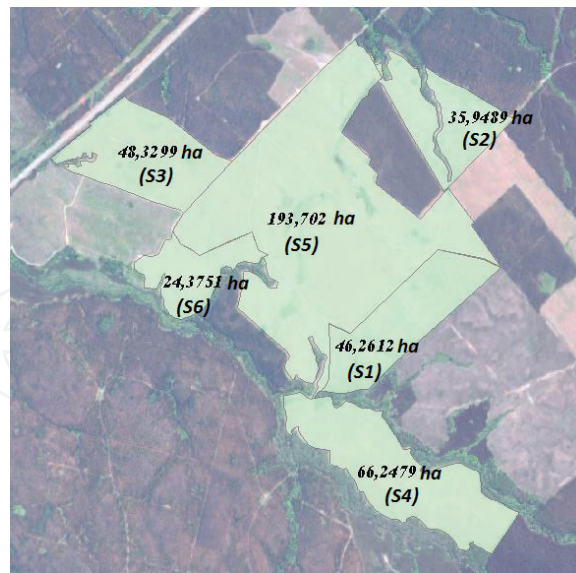 35,9489 ha
(S2)
48,3299 ha
(S3)
193,702 ha
(S5)
24,3751 ha
(S6)
46,2612 ha
(S1)
66,2479 ha
(S4)